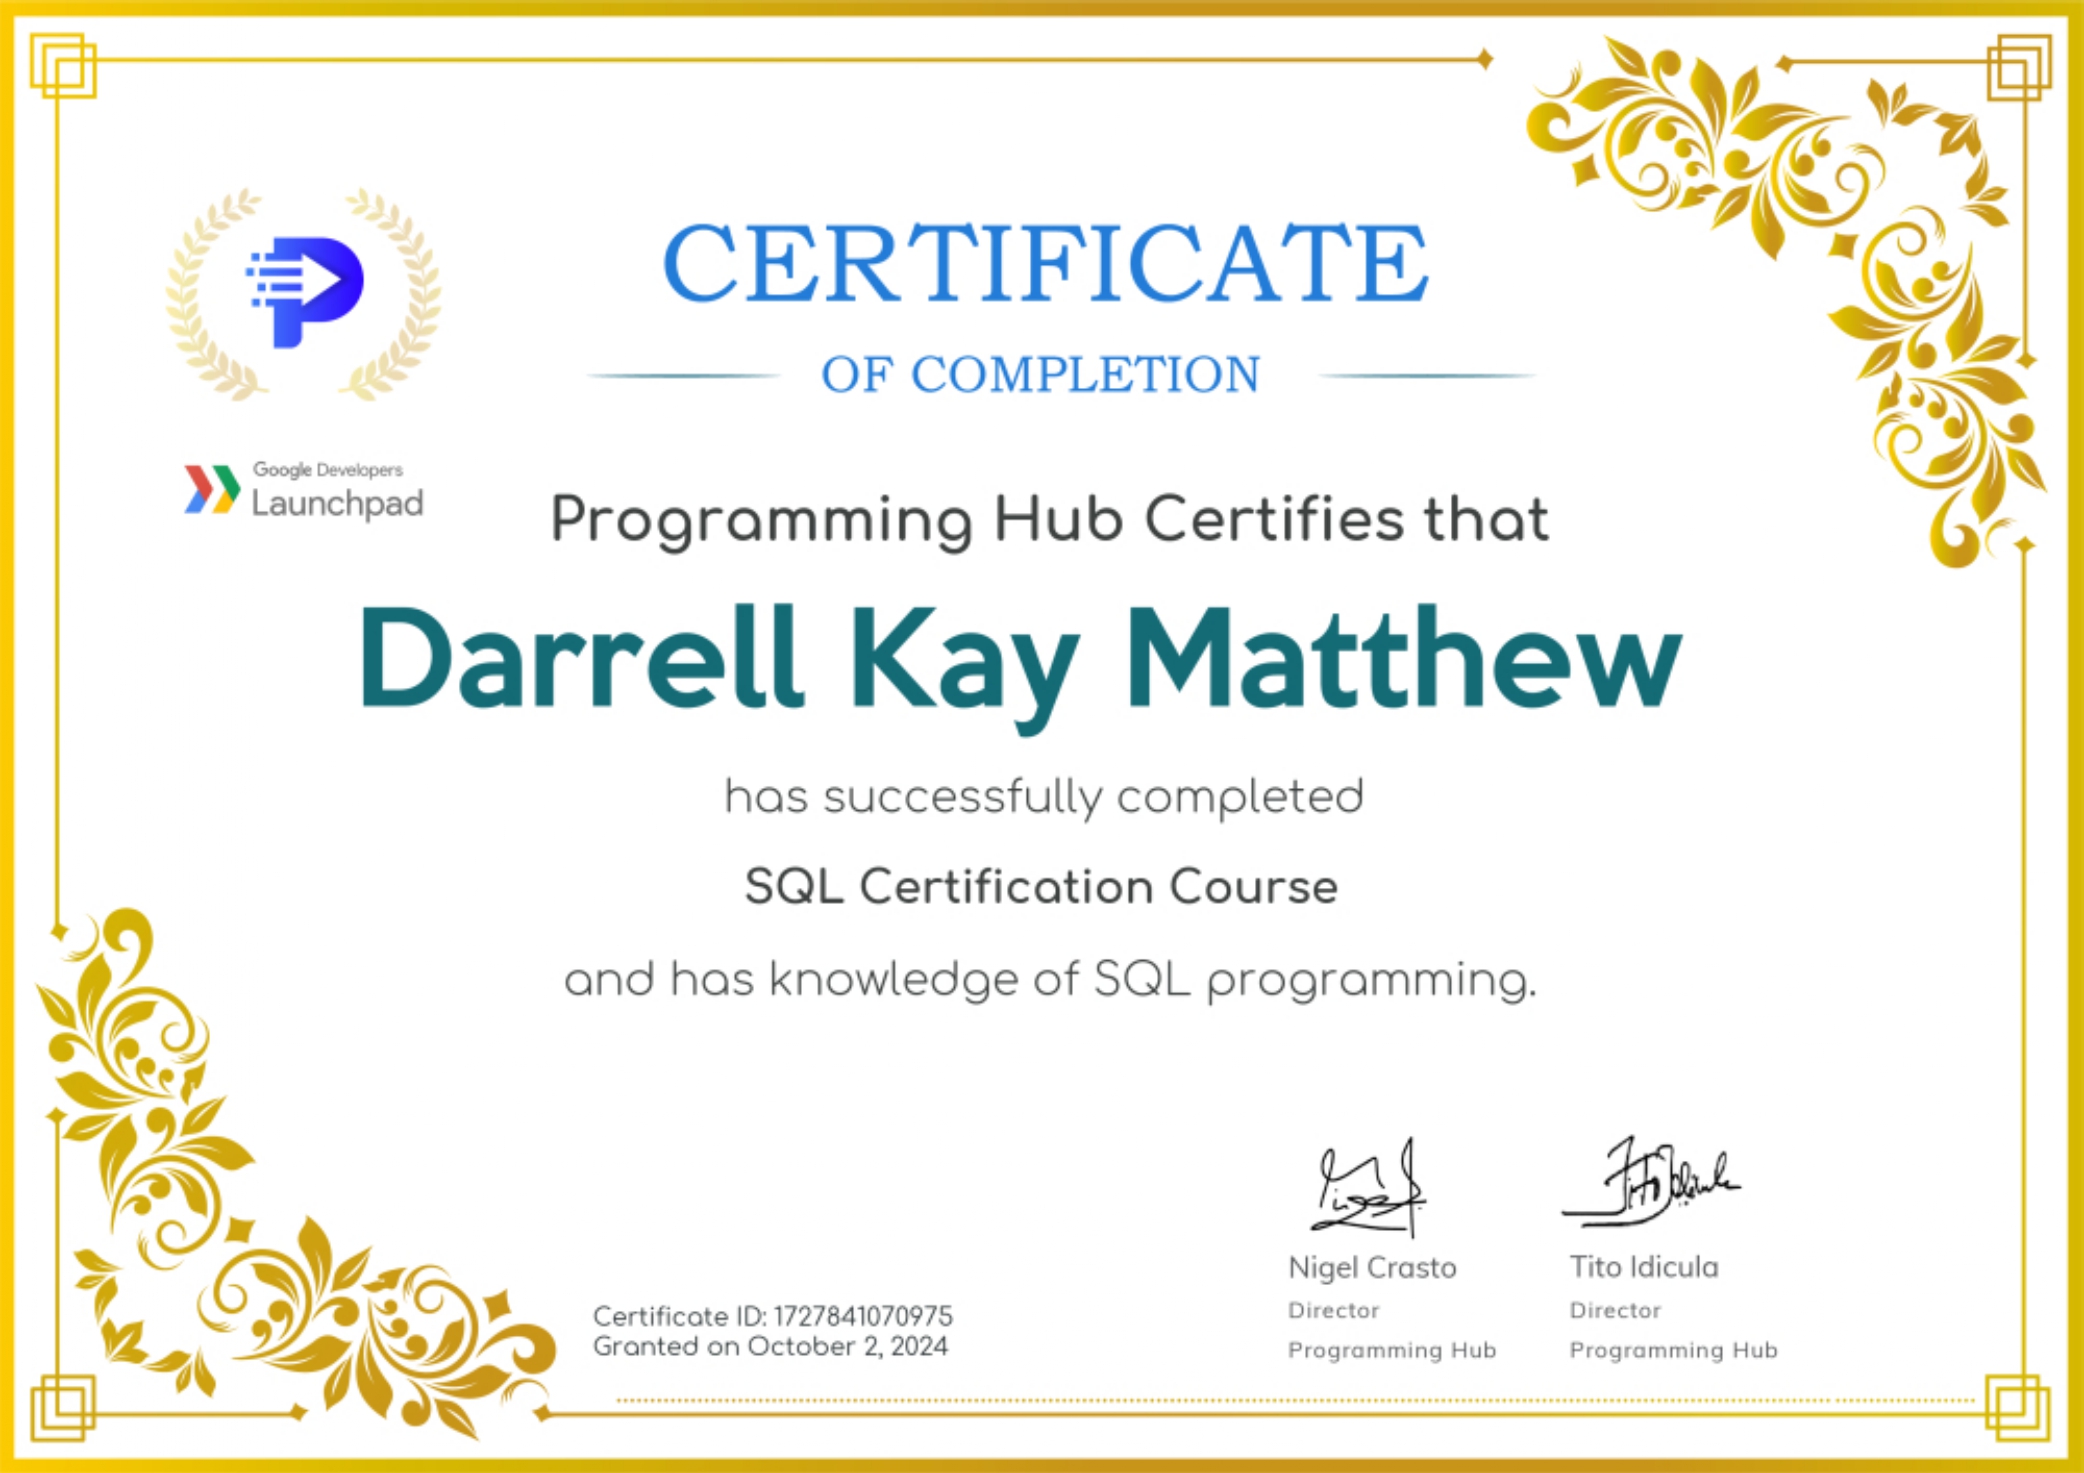 CERTIFICATE
OF COMPLETION
Google Developers
Launchpad
Programming Hub Certifies that
Darrell Kay Matthew
has successfully completed
SQL Certification Course
and has knowledge of SQL programming.
Nigel Crasto
Director
Programming Hub
Tito Idicula
Director
Programming Hub
Certificate ID: 1727841070975
Granted on October 2, 2024